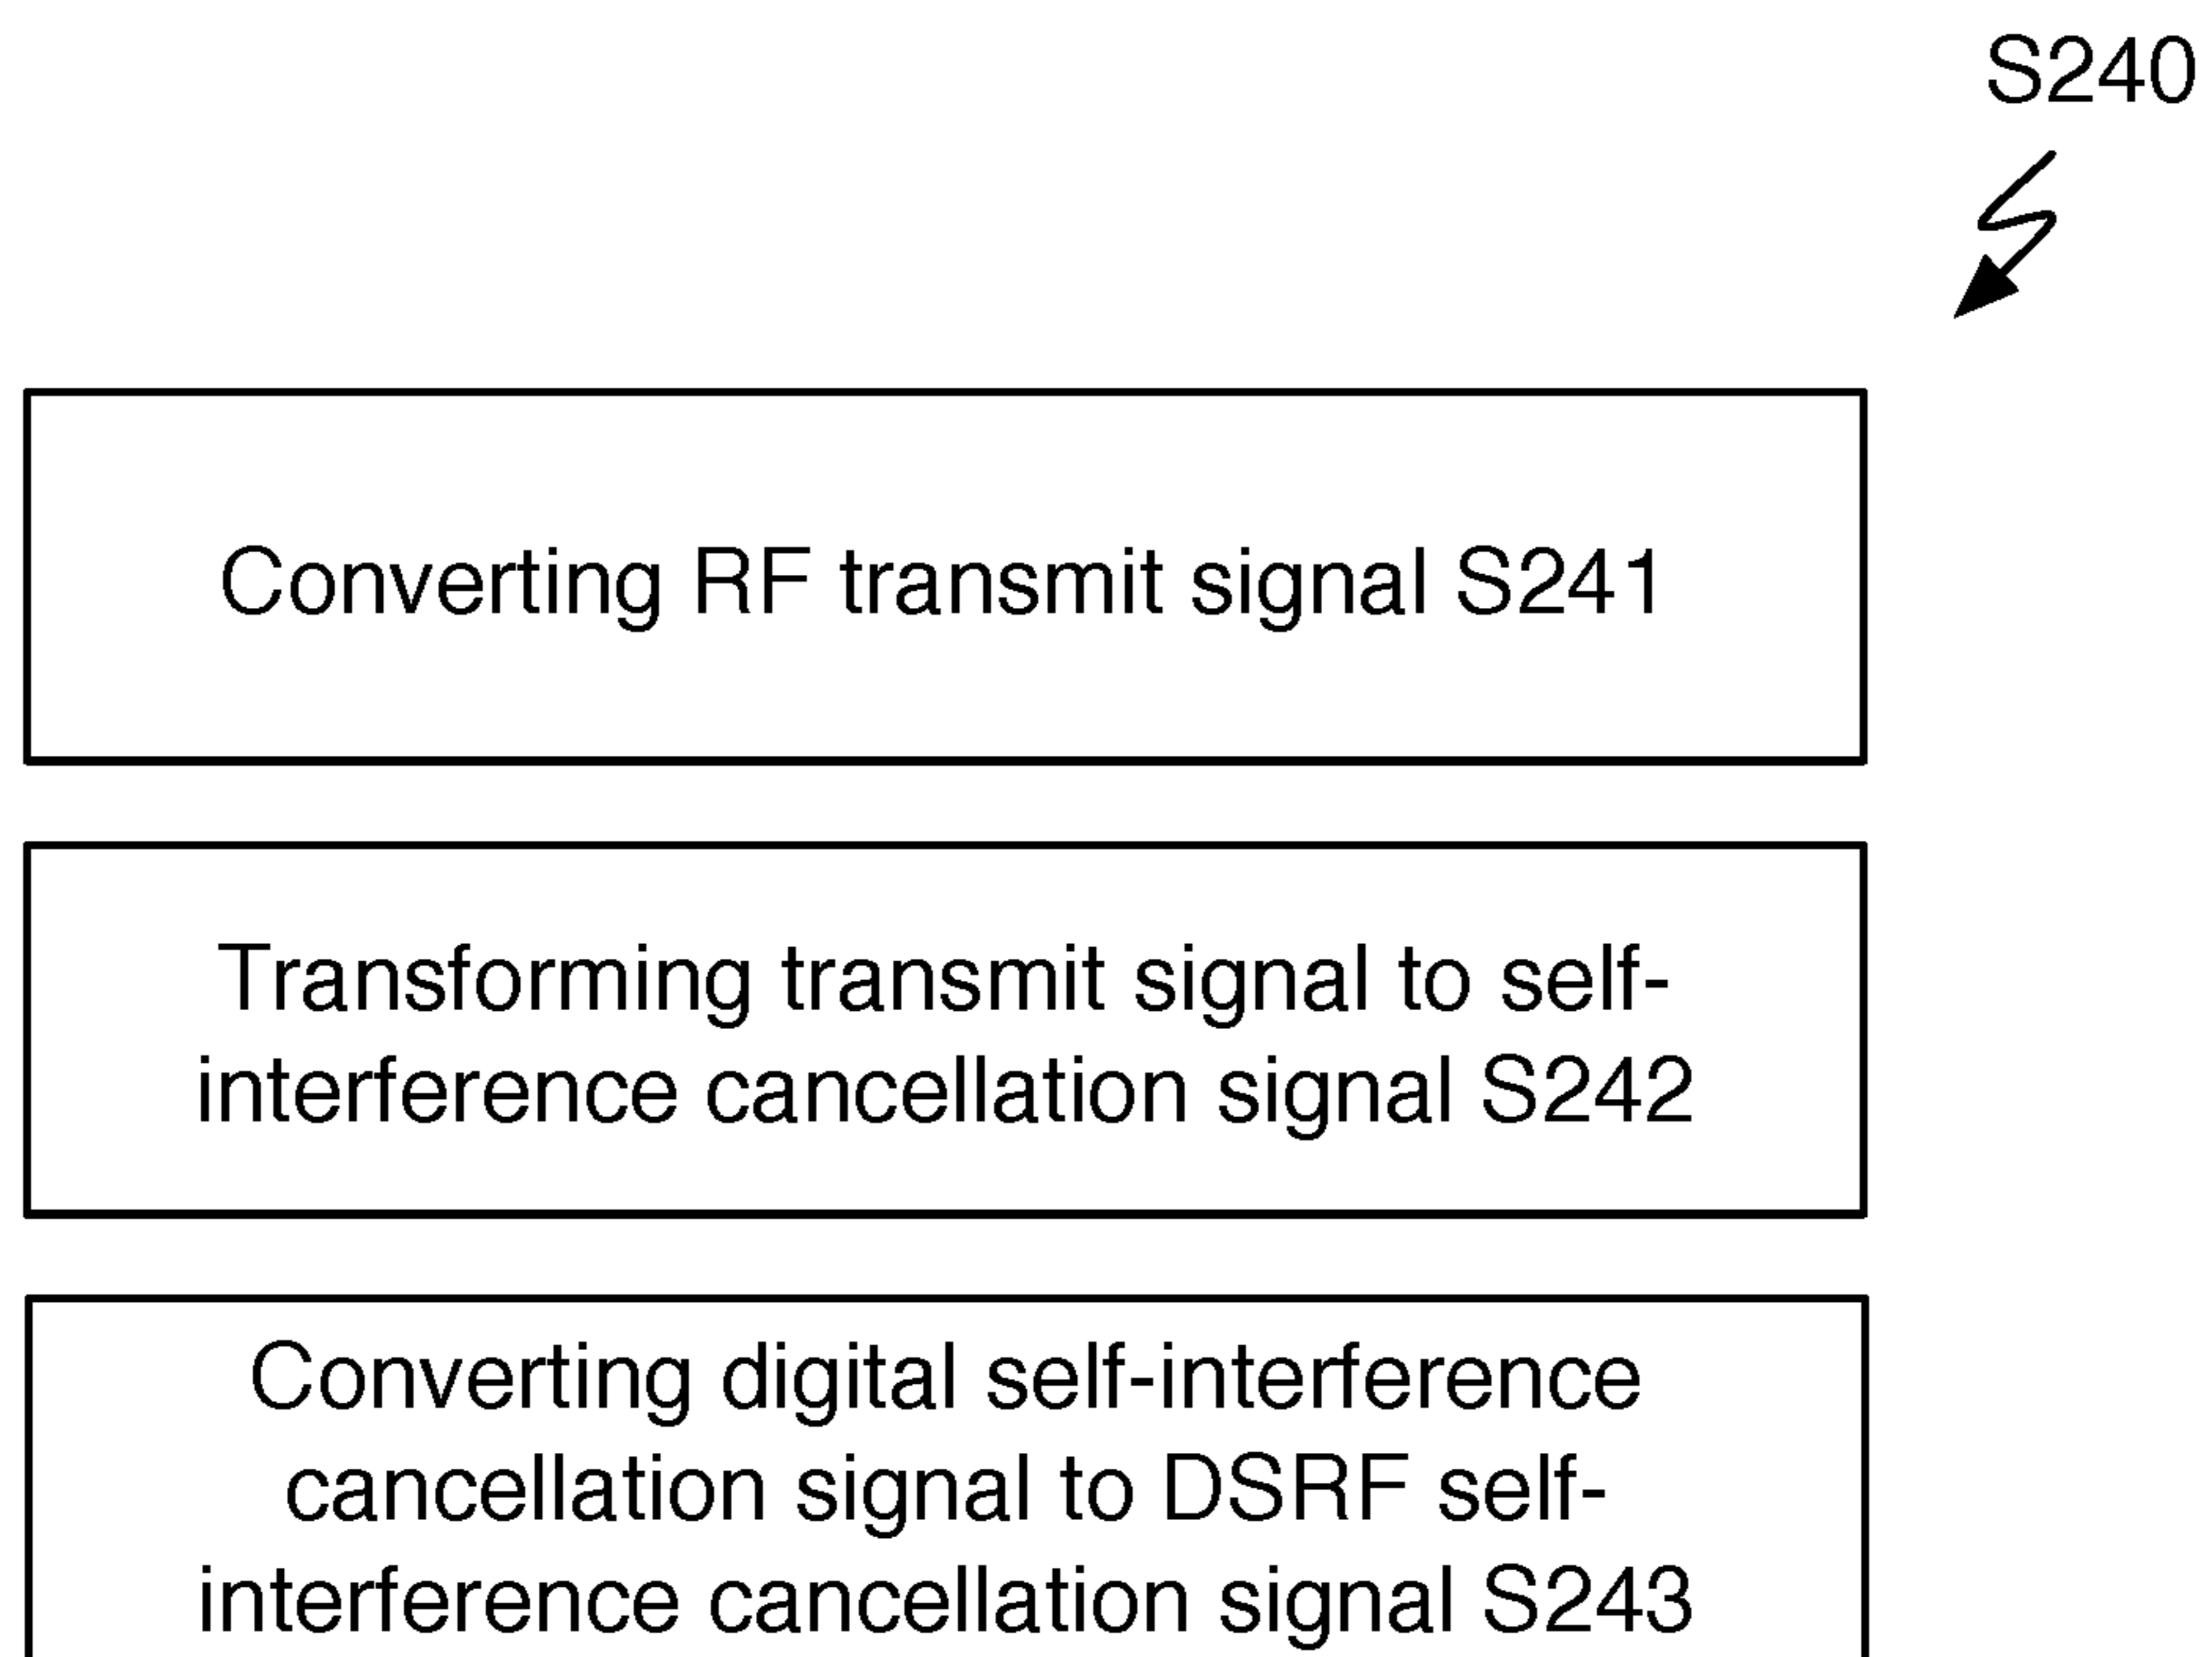 S240
Converting RF transmit signal S241
Transforming transmit signal to self-
interference cancellation signal S242
Converting digital self-interference
cancellation signal to DSRF self-
interference cancellation signal S243